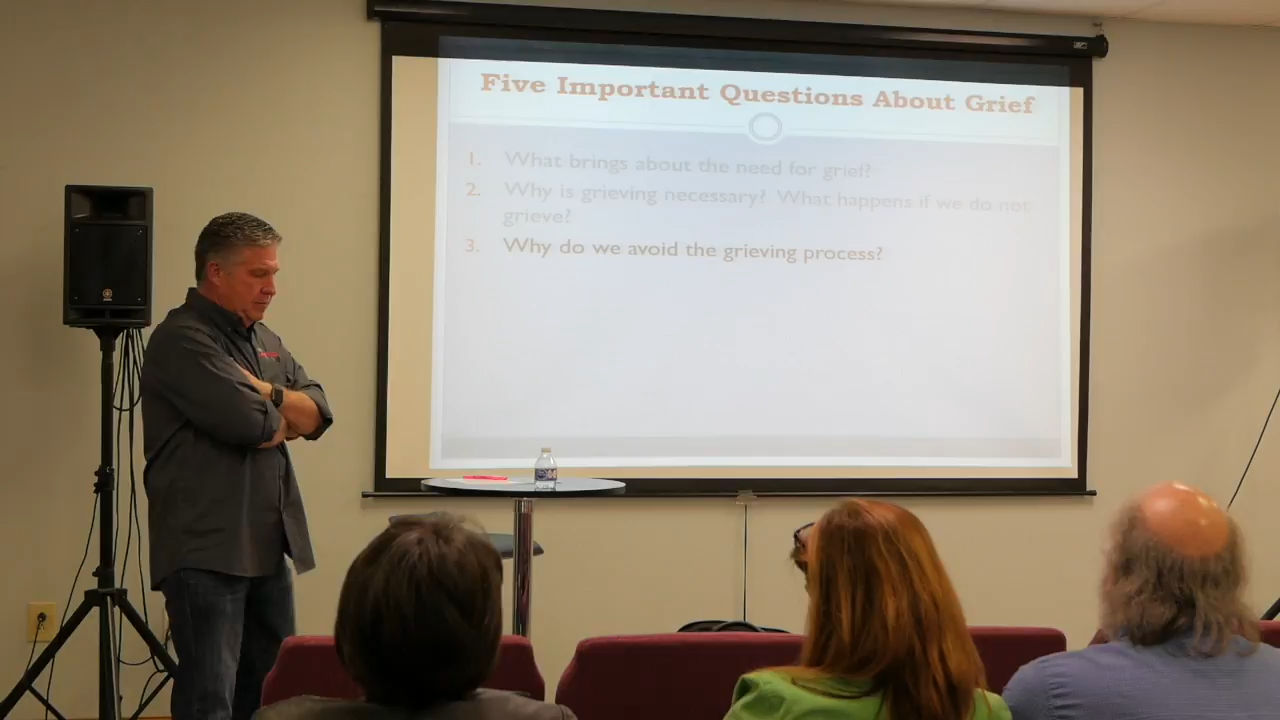 Five Important Questions About Grief
1. What brings about the need for grief?
2. Why is grieving necessary? What happens if we do not
grieve?
3. Why do we avoid the grieving process?